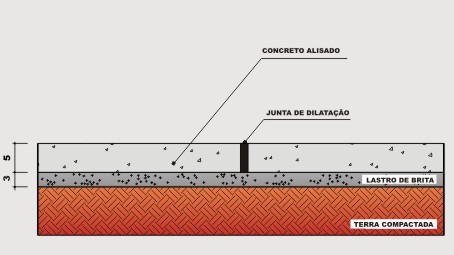 CONCRETO ALISADO
JUNTA DE DILATAÇÃO
5
3
LASTRO DE BRITA
TERRA COMPACTADA